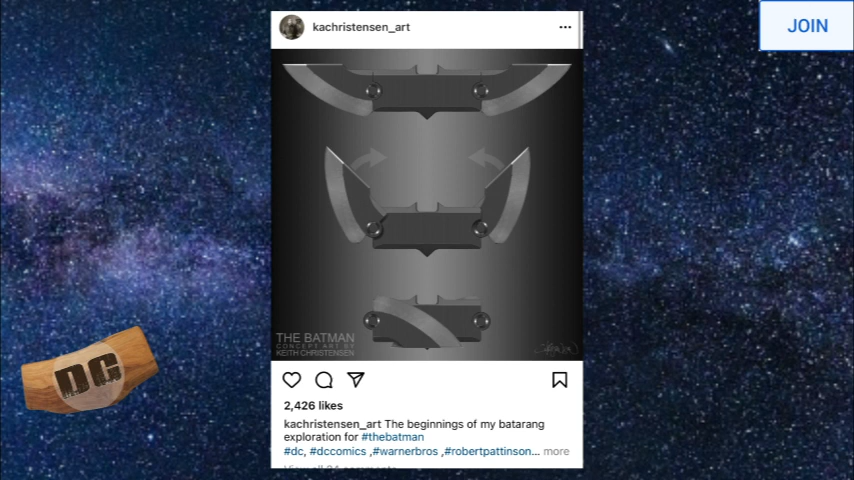 kachristensen_art
JOIN
THE BATMAN
CONCEPT ART BY
KEITH CHRISTENSEN
DC
2,426 likes
kachristensen_art The beginnings of my batarang
exploration for #thebatman
#dc, #dccomics ,#warnerbros ,#robertpattinson... more